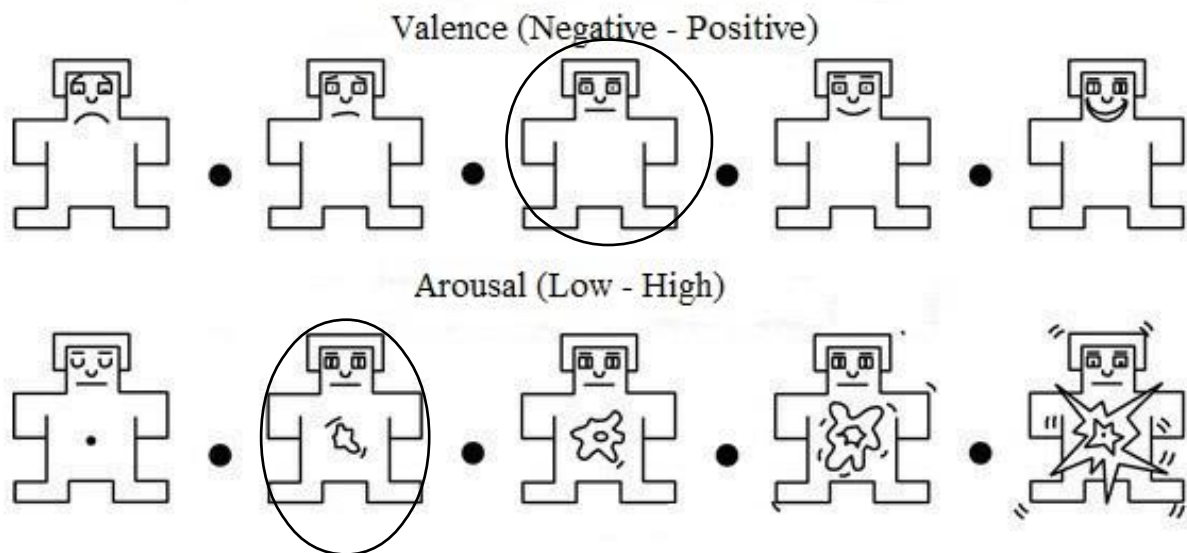 Valence (Negative - Positive)
Arousal (Low - High)